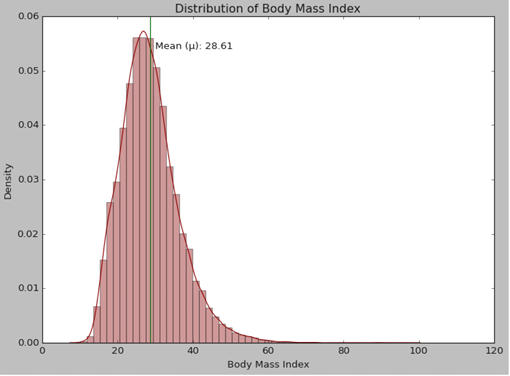 Distribution of Body Mass Index
0.06
Mean (μ): 28.61
0.05
0.04
Density
0.03
0.02
0.01
0.00
0 20 40 60 80 100 120
Body Mass Index